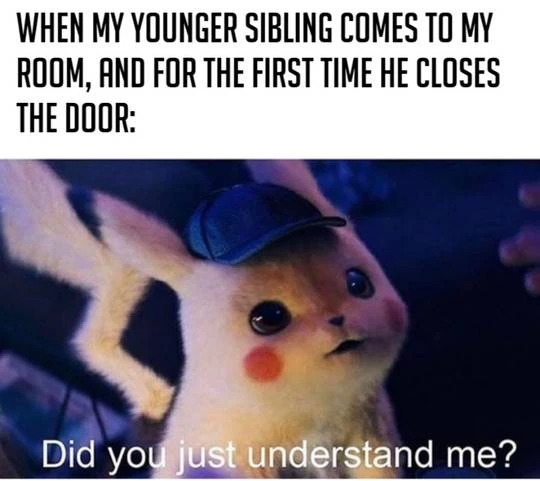 WHEN MY YOUNGER SIBLING COMES TO MY
ROOM, AND FOR THE FIRST TIME HE CLOSES
THE DOOR:
Did you just understand me?